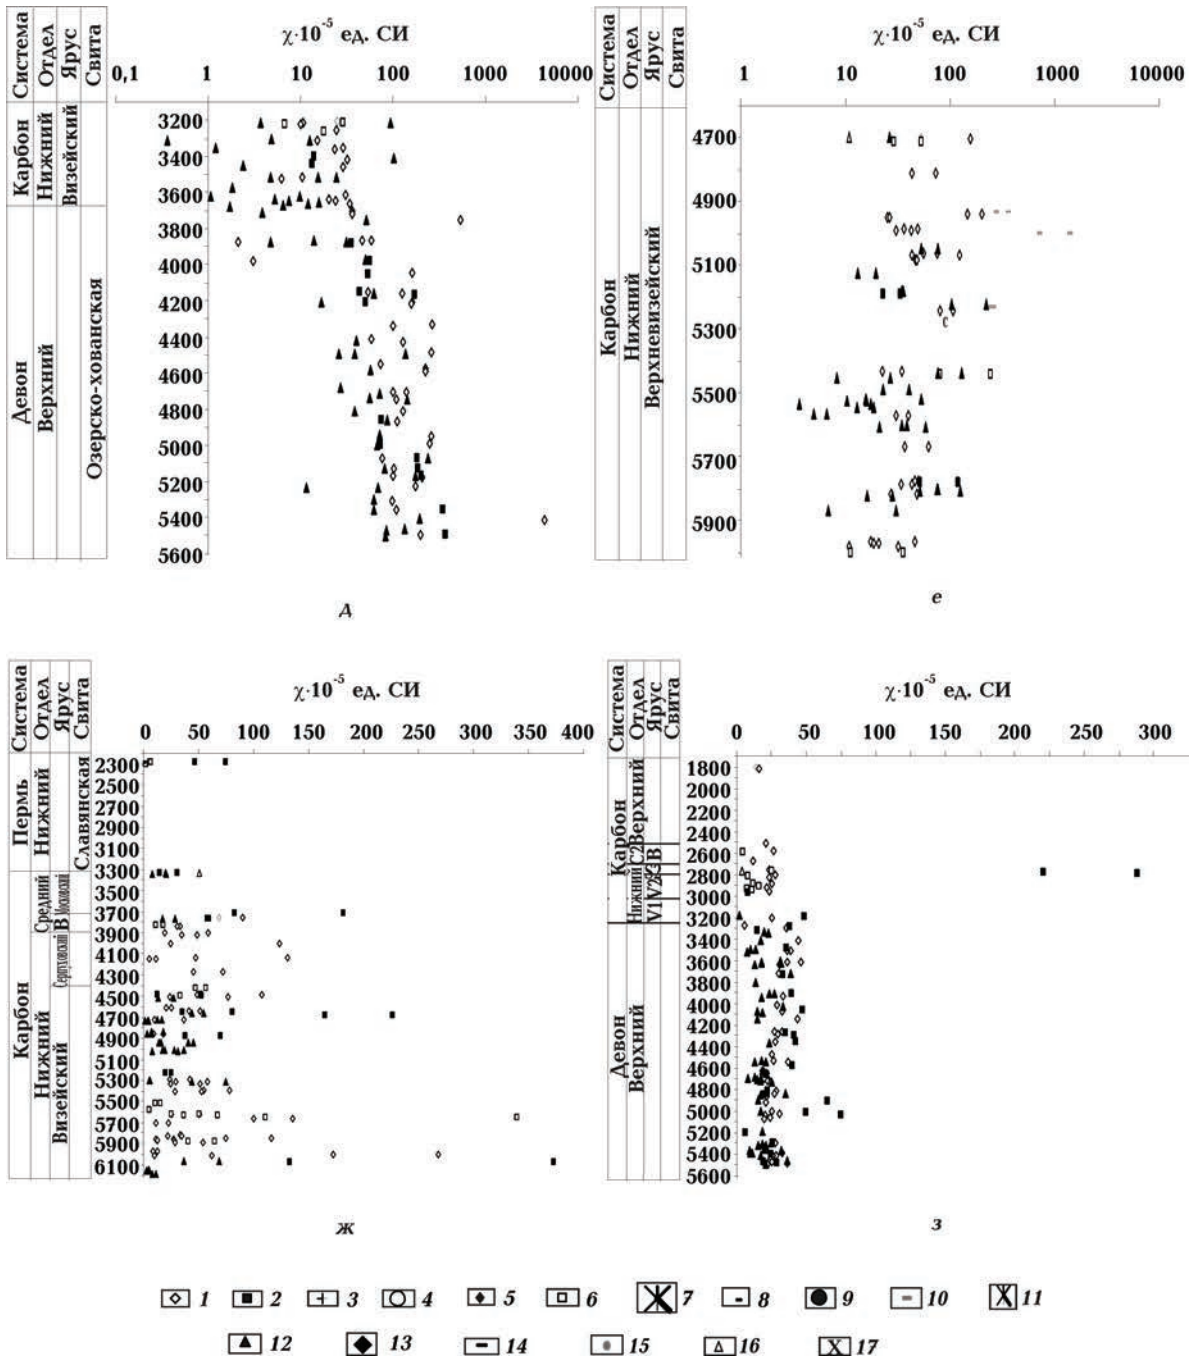 χ·10⁻⁵ ед. СИ
Система
Отдел
Ярус
Свита
0,1 1 10 100 1000 10000
Карбон
Нижний
Визейский
Девон
Верхний
Озерско-хованская
3200
3400
3600
3800
4000
4200
4400
4600
4800
5000
5200
5400
5600
д
χ·10⁻⁵ ед. СИ
Система
Отдел
Ярус
Свита
1 10 100 1000 10000
Карбон
Нижний
Верхневизейский
4700
4900
5100
5300
5500
5700
5900
е
χ·10⁻⁵ ед. СИ
Система
Отдел
Ярус
Свита
0 50 100 150 200 250 300 350 400
Пермь
Нижний
Славянская
Карбон
Средний
В
Московский
Нижний
Серпуховский
Визейский
2300
2500
2700
2900
3100
3300
3500
3700
3900
4100
4300
4500
4700
4900
5100
5300
5500
5700
5900
6100
ж
χ·10⁻⁵ ед. СИ
Система
Отдел
Ярус
Свита
0 50 100 150 200 250 300
Карбон
Верхний
C2
B
Нижний
V2
V1
Девон
Верхний
1800
2000
2200
2400
2600
2800
3000
3200
3400
3600
3800
4000
4200
4400
4600
4800
5000
5200
5400
5600
з
1 2 3 4 5 6 7 8 9 10 11
12 13 14 15 16 17